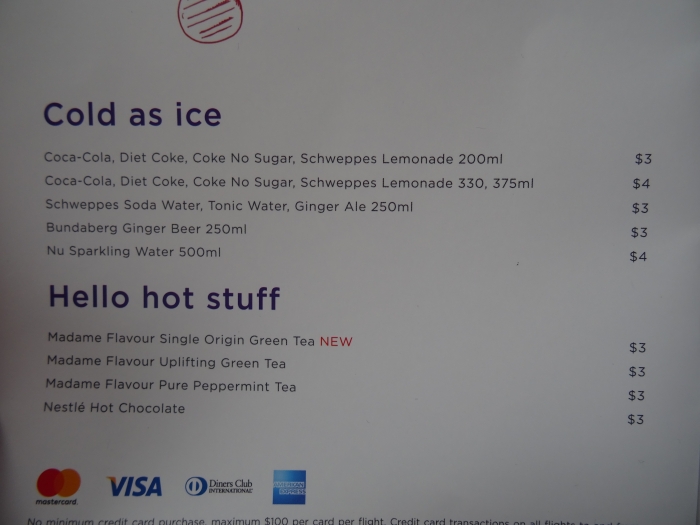 Cold as ice
Coca-Cola, Diet Coke, Coke No Sugar, Schweppes Lemonade 200ml $3
Coca-Cola, Diet Coke, Coke No Sugar, Schweppes Lemonade 330, 375ml $4
Schweppes Soda Water, Tonic Water, Ginger Ale 250ml $3
Bundaberg Ginger Beer 250ml $3
Nu Sparkling Water 500ml $4
Hello hot stuff
Madame Flavour Single Origin Green Tea NEW $3
Madame Flavour Uplifting Green Tea $3
Madame Flavour Pure Peppermint Tea $3
Nestlé Hot Chocolate $3
mastercard. VISA Diners Club INTERNATIONAL AMERICAN EXPRESS
No minimum credit card purchase, maximum $100 per card per flight. Credit card transactions on all flights to and